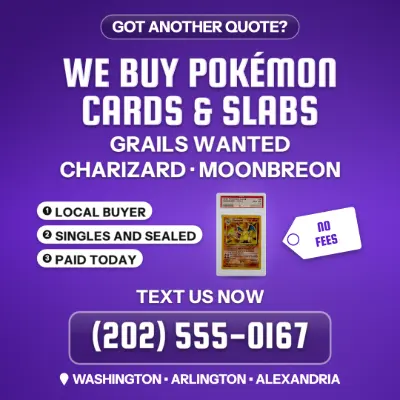 GOT ANOTHER QUOTE?
WE BUY POKÉMON
CARDS & SLABS
GRAILS WANTED
CHARIZARD · MOONBREON
1 LOCAL BUYER
2 SINGLES AND SEALED
3 PAID TODAY
NO
FEES
TEXT US NOW
(202) 555-0167
WASHINGTON • ARLINGTON • ALEXANDRIA